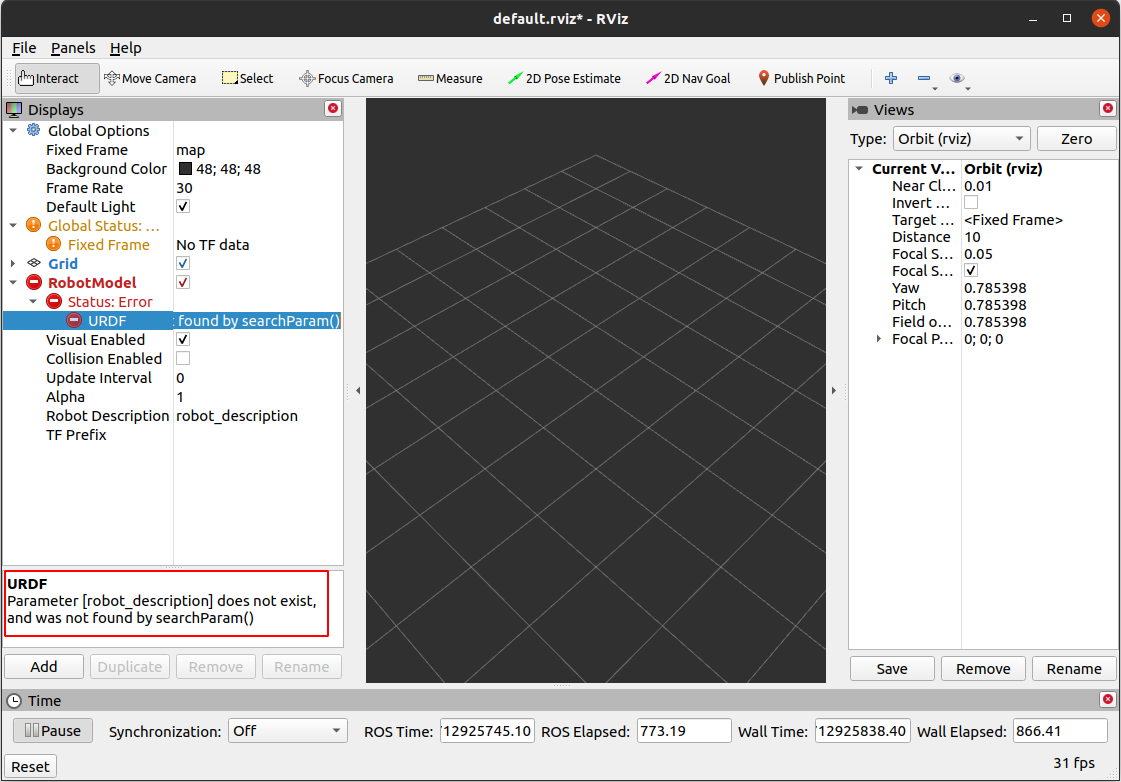 default.rviz* - RViz
File Panels Help
Interact Move Camera Select Focus Camera Measure 2D Pose Estimate 2D Nav Goal Publish Point
Displays
Global Options
Fixed Frame map
Background Color 48; 48; 48
Frame Rate 30
Default Light
Global Status: ...
Fixed Frame No TF data
Grid
RobotModel
Status: Error
URDF found by searchParam()
Visual Enabled
Collision Enabled
Update Interval 0
Alpha 1
Robot Description robot_description
TF Prefix
URDF
Parameter [robot_description] does not exist,
and was not found by searchParam()
Add Duplicate Remove Rename
Views
Type: Orbit (rviz) Zero
Current V... Orbit (rviz)
Near Cl... 0.01
Invert ...
Target ... <Fixed Frame>
Distance 10
Focal S... 0.05
Focal S...
Yaw 0.785398
Pitch 0.785398
Field o... 0.785398
Focal P... 0; 0; 0
Save Remove Rename
Time
Pause Synchronization: Off ROS Time: 12925745.10 ROS Elapsed: 773.19 Wall Time: 12925838.40 Wall Elapsed: 866.41
Reset 31 fps